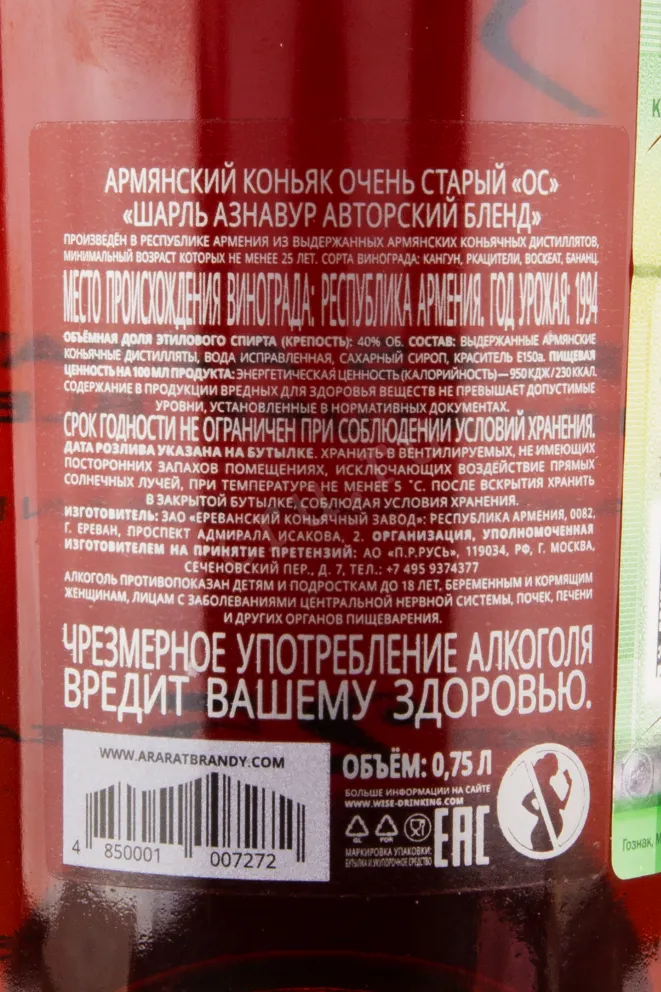 АРМЯНСКИЙ КОНЬЯК ОЧЕНЬ СТАРЫЙ «ОС»
«ШАРЛЬ АЗНАВУР АВТОРСКИЙ БЛЕНД»
ПРОИЗВЕДЁН В РЕСПУБЛИКЕ АРМЕНИЯ ИЗ ВЫДЕРЖАННЫХ АРМЯНСКИХ КОНЬЯЧНЫХ ДИСТИЛЛЯТОВ,
МИНИМАЛЬНЫЙ ВОЗРАСТ КОТОРЫХ НЕ МЕНЕЕ 25 ЛЕТ. СОРТА ВИНОГРАДА: КАНГУН, РКАЦИТЕЛИ, ВОСКЕАТ, БАНАНЦ.
МЕСТО ПРОИСХОЖДЕНИЯ ВИНОГРАДА: РЕСПУБЛИКА АРМЕНИЯ. ГОД УРОЖАЯ: 1994
ОБЪЁМНАЯ ДОЛЯ ЭТИЛОВОГО СПИРТА (КРЕПОСТЬ): 40% ОБ. СОСТАВ: ВЫДЕРЖАННЫЕ АРМЯНСКИЕ
КОНЬЯЧНЫЕ ДИСТИЛЛЯТЫ, ВОДА ИСПРАВЛЕННАЯ, САХАРНЫЙ СИРОП, КРАСИТЕЛЬ Е150а. ПИЩЕВАЯ
ЦЕННОСТЬ НА 100 МЛ ПРОДУКТА: ЭНЕРГЕТИЧЕСКАЯ ЦЕННОСТЬ (КАЛОРИЙНОСТЬ) — 950 КДЖ / 230 ККАЛ.
СОДЕРЖАНИЕ В ПРОДУКЦИИ ВРЕДНЫХ ДЛЯ ЗДОРОВЬЯ ВЕЩЕСТВ НЕ ПРЕВЫШАЕТ ДОПУСТИМЫЕ
УРОВНИ, УСТАНОВЛЕННЫЕ В НОРМАТИВНЫХ ДОКУМЕНТАХ.
СРОК ГОДНОСТИ НЕ ОГРАНИЧЕН ПРИ СОБЛЮДЕНИИ УСЛОВИЙ ХРАНЕНИЯ.
ДАТА РОЗЛИВА УКАЗАНА НА БУТЫЛКЕ. ХРАНИТЬ В ВЕНТИЛИРУЕМЫХ, НЕ ИМЕЮЩИХ
ПОСТОРОННИХ ЗАПАХОВ ПОМЕЩЕНИЯХ, ИСКЛЮЧАЮЩИХ ВОЗДЕЙСТВИЕ ПРЯМЫХ
СОЛНЕЧНЫХ ЛУЧЕЙ, ПРИ ТЕМПЕРАТУРЕ НЕ МЕНЕЕ 5 °С. ПОСЛЕ ВСКРЫТИЯ ХРАНИТЬ
В ЗАКРЫТОЙ БУТЫЛКЕ, СОБЛЮДАЯ УСЛОВИЯ ХРАНЕНИЯ.
ИЗГОТОВИТЕЛЬ: ЗАО «ЕРЕВАНСКИЙ КОНЬЯЧНЫЙ ЗАВОД»: РЕСПУБЛИКА АРМЕНИЯ, 0082,
Г. ЕРЕВАН, ПРОСПЕКТ АДМИРАЛА ИСАКОВА, 2. ОРГАНИЗАЦИЯ, УПОЛНОМОЧЕННАЯ
ИЗГОТОВИТЕЛЕМ НА ПРИНЯТИЕ ПРЕТЕНЗИЙ: АО «П.Р.РУСЬ», 119034, РФ, Г. МОСКВА,
СЕЧЕНОВСКИЙ ПЕР., Д. 7, ТЕЛ.: +7 495 9374377
АЛКОГОЛЬ ПРОТИВОПОКАЗАН ДЕТЯМ И ПОДРОСТКАМ ДО 18 ЛЕТ, БЕРЕМЕННЫМ И КОРМЯЩИМ
ЖЕНЩИНАМ, ЛИЦАМ С ЗАБОЛЕВАНИЯМИ ЦЕНТРАЛЬНОЙ НЕРВНОЙ СИСТЕМЫ, ПОЧЕК, ПЕЧЕНИ
И ДРУГИХ ОРГАНОВ ПИЩЕВАРЕНИЯ.
ЧРЕЗМЕРНОЕ УПОТРЕБЛЕНИЕ АЛКОГОЛЯ
ВРЕДИТ ВАШЕМУ ЗДОРОВЬЮ.
WWW.ARARATBRANDY.COM
4 850001 007272
ОБЪЁМ: 0,75 Л
БОЛЬШЕ ИНФОРМАЦИИ НА САЙТЕ
WWW.WISE-DRINKING.COM
GL FOR
МАРКИРОВКА УПАКОВКИ:
БУТЫЛКА И УКУПОРОЧНОЕ СРЕДСТВО
ЕАС
К
Гознак, М